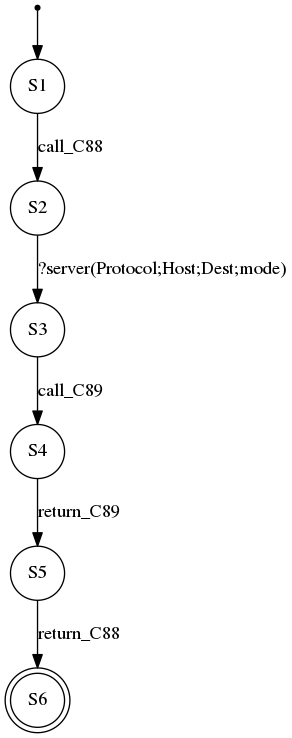 S1
call_C88
S2
?server(Protocol;Host;Dest;mode)
S3
call_C89
S4
return_C89
S5
return_C88
S6